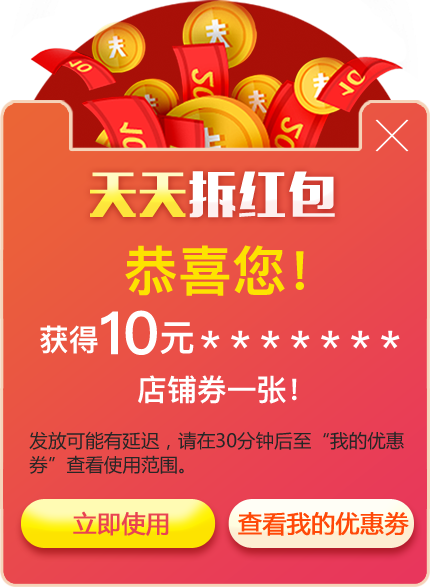 天天拆红包
恭喜您！
获得10元*******
店铺券一张！
发放可能有延迟，请在30分钟后至“我的优惠
券”查看使用范围。
立即使用
查看我的优惠券